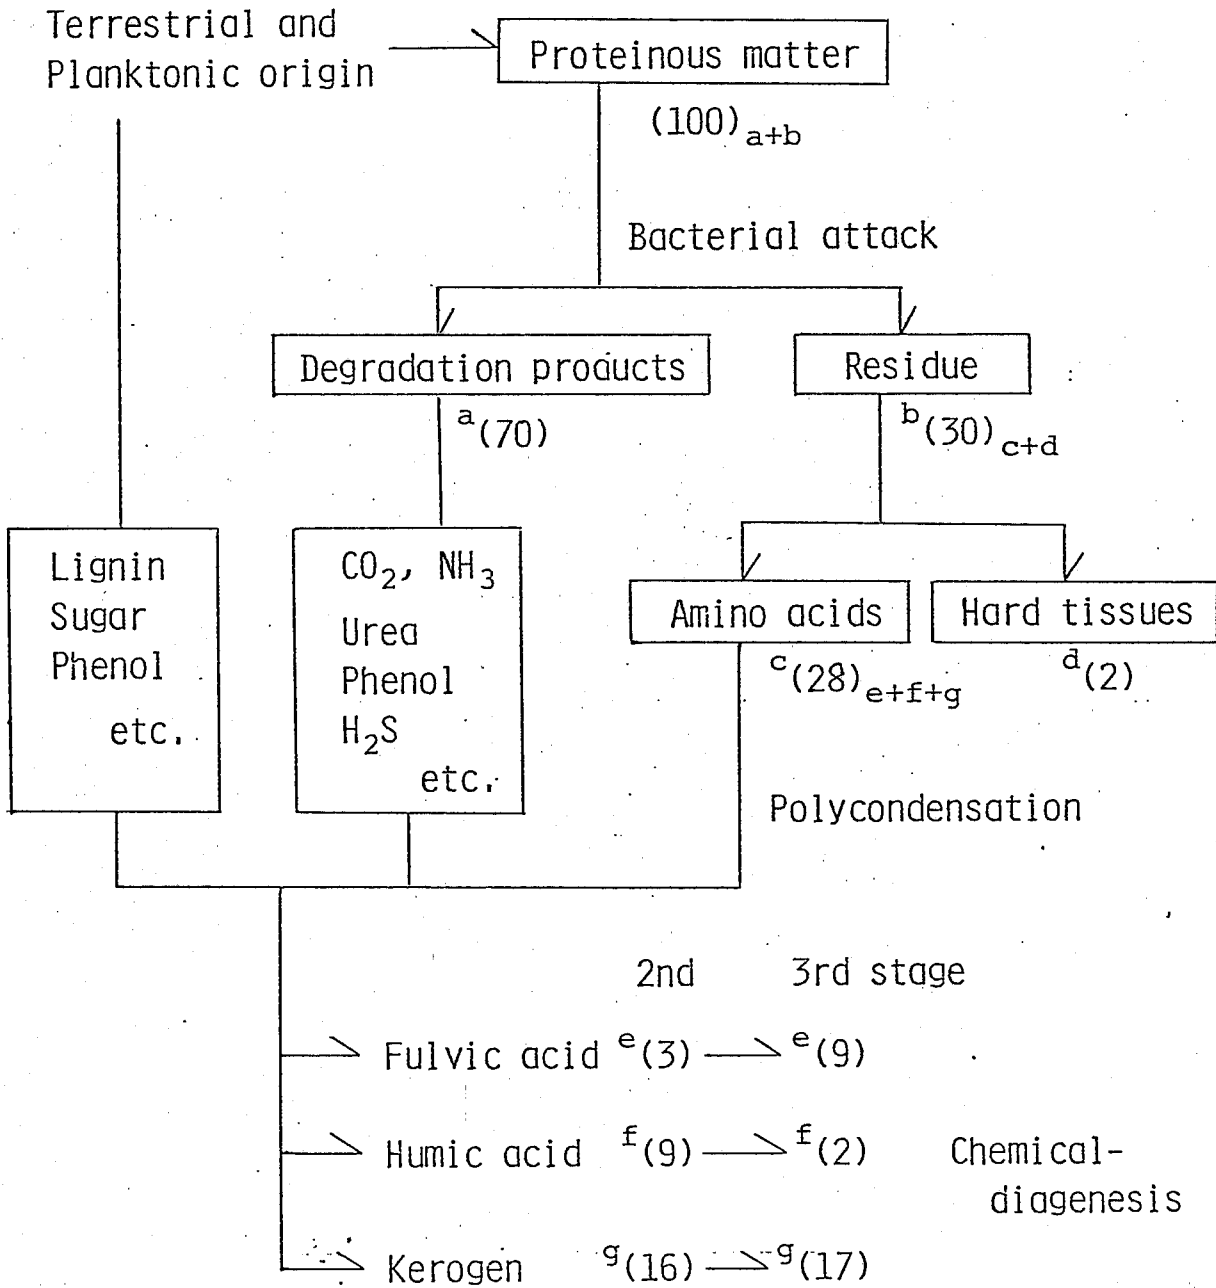 Terrestrial and
Planktonic origin
Proteinous matter
(100)a+b
Bacterial attack
Degradation products
Residue
a(70)
b(30)c+d
Lignin
Sugar
Phenol
etc.
CO2, NH3
Urea
Phenol
H2S
etc.
Amino acids
Hard tissues
c(28)e+f+g
d(2)
Polycondensation
2nd 3rd stage
Fulvic acid e(3) e(9)
Humic acid f(9) f(2)
Chemical-
diagenesis
Kerogen g(16) g(17)